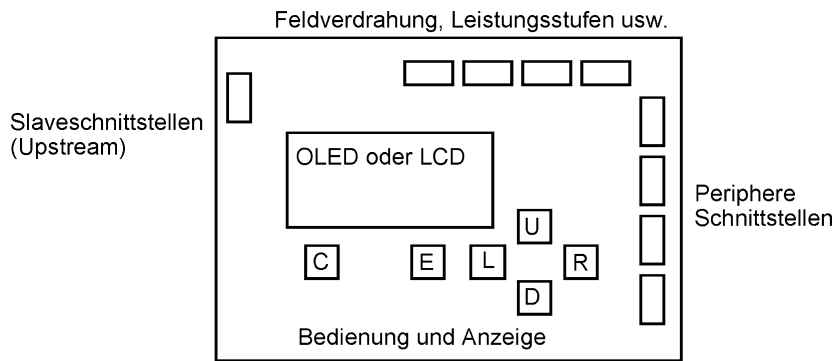 Feldverdrahung, Leistungsstufen usw.
Slaveschnittstellen
(Upstream)
OLED oder LCD
Periphere
Schnittstellen
U
C E L R
D
Bedienung und Anzeige